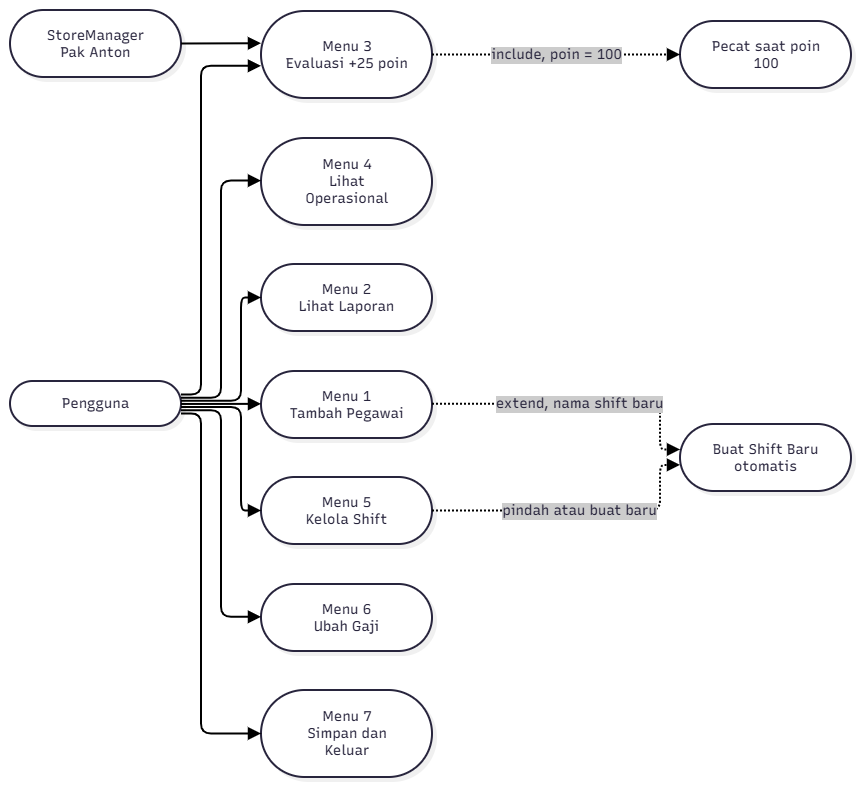 StoreManager
Pak Anton
Menu 3
Evaluasi +25 poin
include, poin = 100
Pecat saat poin
100
Menu 4
Lihat
Operasional
Menu 2
Lihat Laporan
Pengguna
Menu 1
Tambah Pegawai
extend, nama shift baru
Buat Shift Baru
otomatis
Menu 5
Kelola Shift
pindah atau buat baru
Menu 6
Ubah Gaji
Menu 7
Simpan dan
Keluar